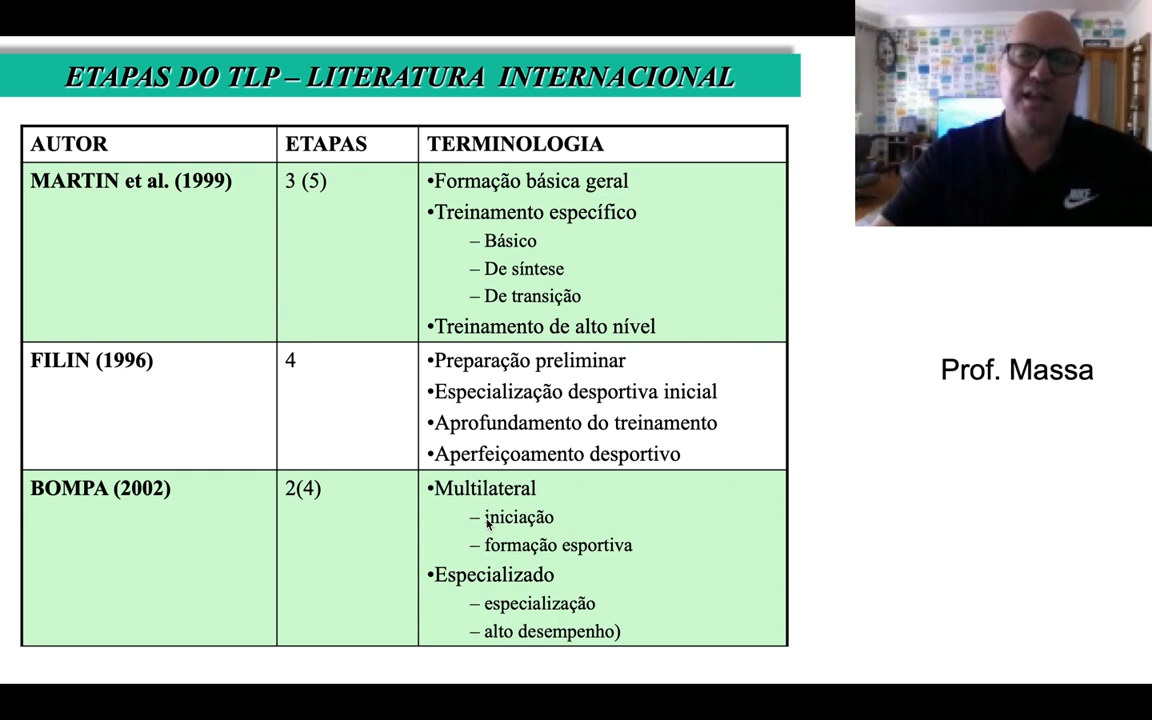 ETAPAS DO TLP – LITERATURA INTERNACIONAL
AUTOR ETAPAS TERMINOLOGIA
MARTIN et al. (1999) 3 (5) •Formação básica geral
•Treinamento específico
– Básico
– De síntese
– De transição
•Treinamento de alto nível
FILIN (1996) 4 •Preparação preliminar
•Especialização desportiva inicial
•Aprofundamento do treinamento
•Aperfeiçoamento desportivo
BOMPA (2002) 2(4) •Multilateral
– iniciação
– formação esportiva
•Especializado
– especialização
– alto desempenho)
Prof. Massa
NIKE